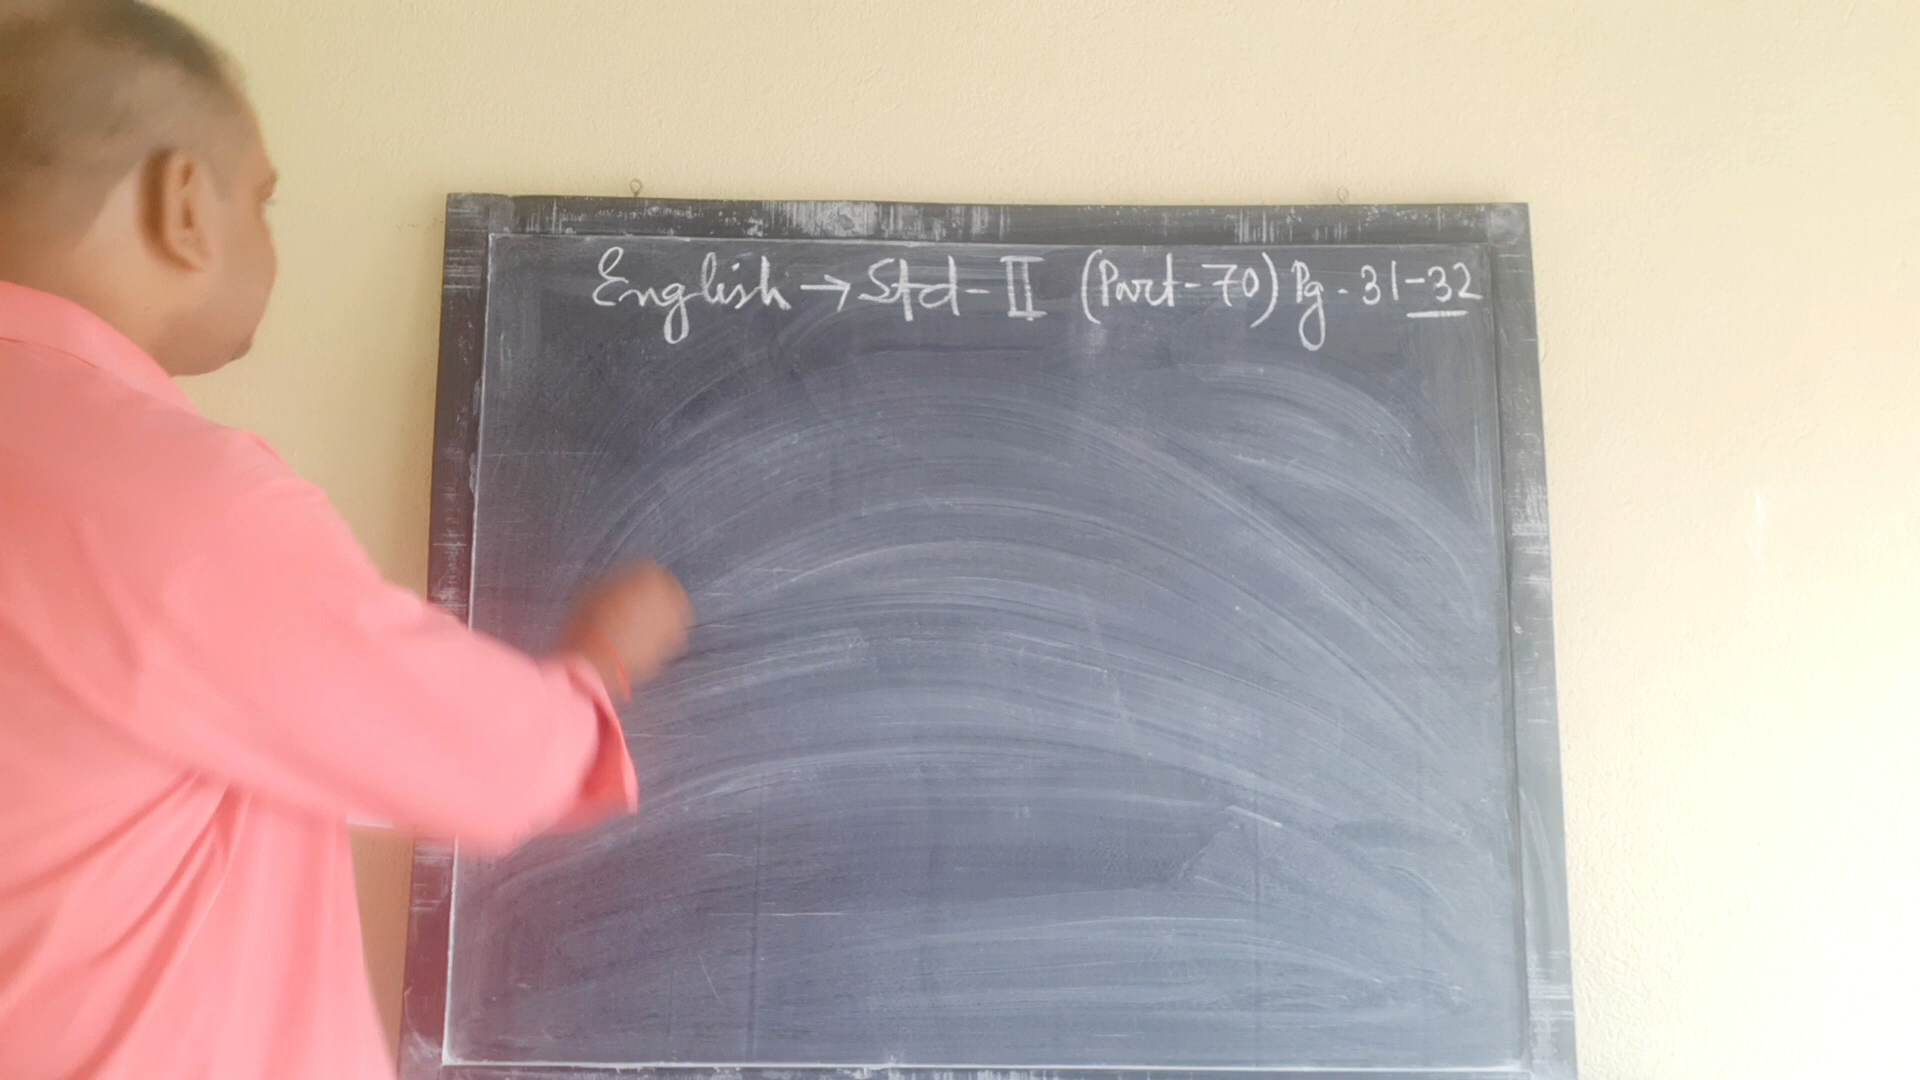 English → Std - II (Part - 70) Pg - 31-32